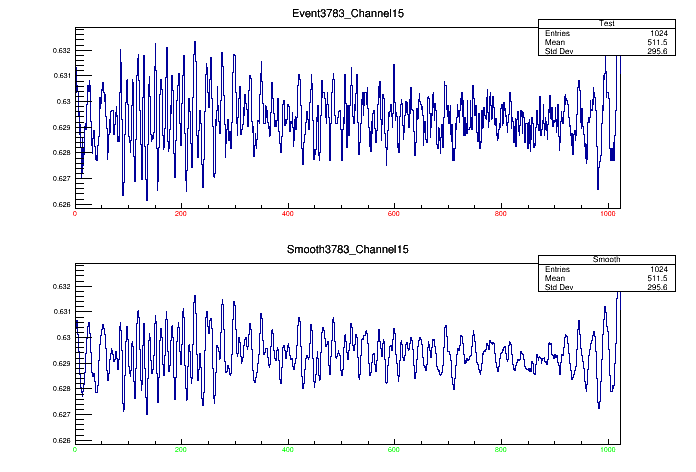 Event3783_Channel15
Test
Entries 1024
Mean 511.5
Std Dev 295.6
0.632
0.631
0.63
0.629
0.628
0.627
0.626
0 200 400 600 800 1000
Smooth3783_Channel15
Smooth
Entries 1024
Mean 511.5
Std Dev 295.6
0.632
0.631
0.63
0.629
0.628
0.627
0.626
0 200 400 600 800 1000